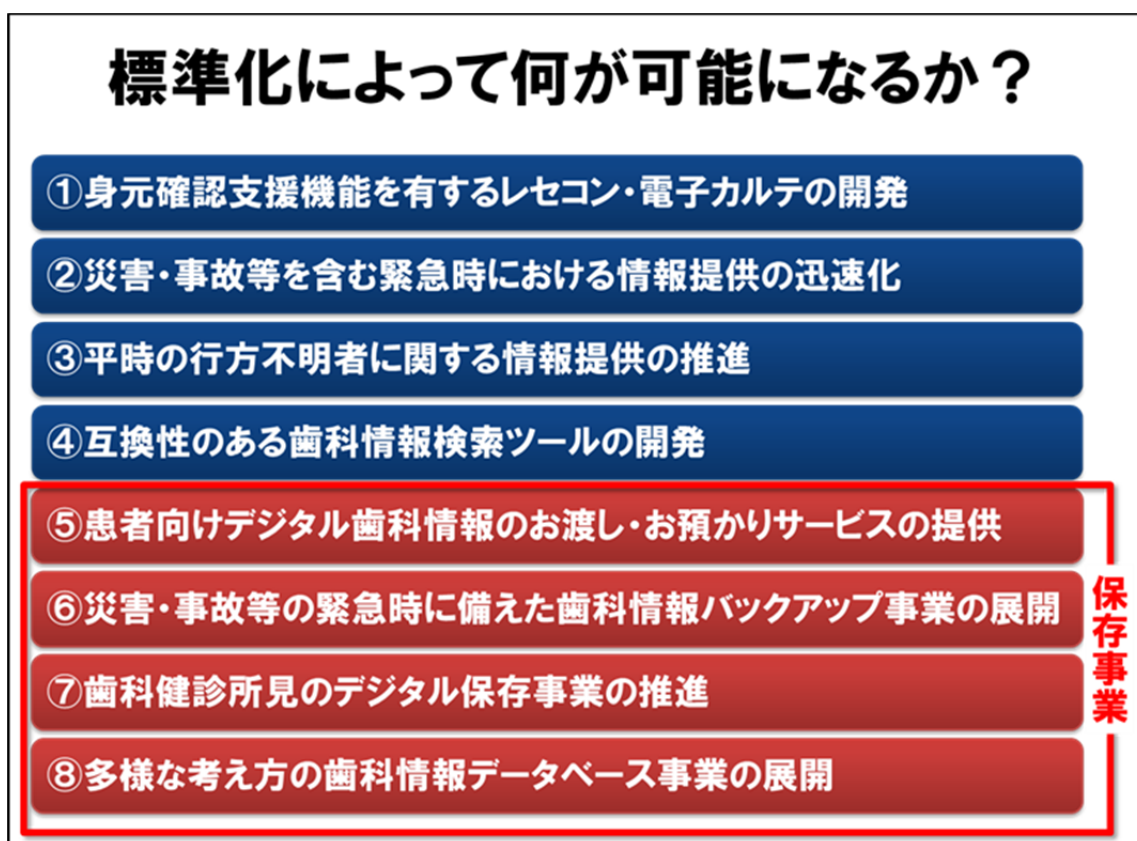 標準化によって何が可能になるか？
①身元確認支援機能を有するレセコン・電子カルテの開発
②災害・事故等を含む緊急時における情報提供の迅速化
③平時の行方不明者に関する情報提供の推進
④互換性のある歯科情報検索ツールの開発
⑤患者向けデジタル歯科情報のお渡し・お預かりサービスの提供
⑥災害・事故等の緊急時に備えた歯科情報バックアップ事業の展開
⑦歯科健診所見のデジタル保存事業の推進
⑧多様な考え方の歯科情報データベース事業の展開
保存事業